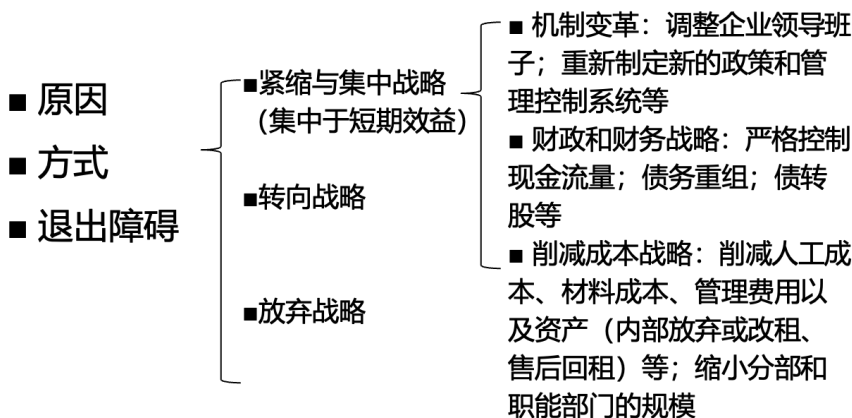 ■ 原因
■ 方式
■ 退出障碍
■紧缩与集中战略
（集中于短期效益）
■转向战略
■放弃战略
■ 机制变革：调整企业领导班
子；重新制定新的政策和管
理控制系统等
■ 财政和财务战略：严格控制
现金流量；债务重组；债转
股等
■ 削减成本战略：削减人工成
本、材料成本、管理费用以
及资产（内部放弃或改租、
售后回租）等；缩小分部和
职能部门的规模